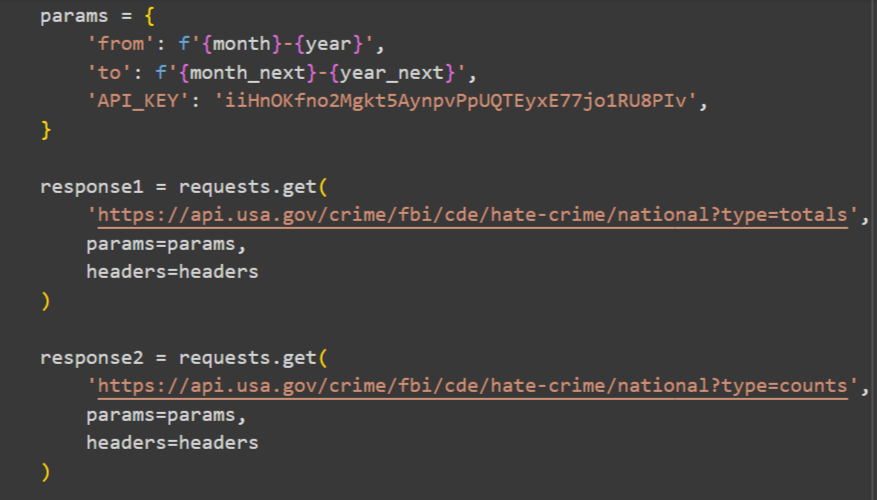 params = {
    'from': f'{month}-{year}',
    'to': f'{month_next}-{year_next}',
    'API_KEY': 'iiHnOKfno2Mgkt5AynpvPpUQTEyxE77jo1RU8PIv',
}
response1 = requests.get(
    'https://api.usa.gov/crime/fbi/cde/hate-crime/national?type=totals',
    params=params,
    headers=headers
)
response2 = requests.get(
    'https://api.usa.gov/crime/fbi/cde/hate-crime/national?type=counts',
    params=params,
    headers=headers
)